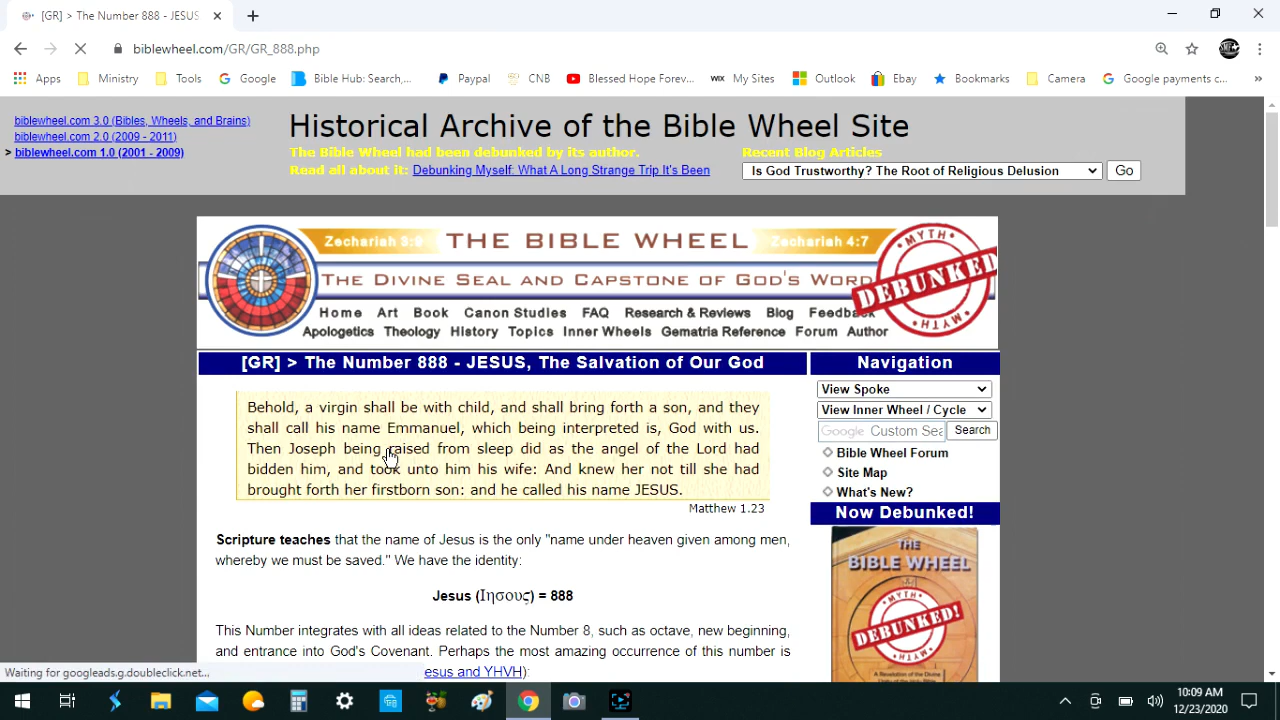 [GR] > The Number 888 - JESUS
biblewheel.com/GR/GR_888.php
Apps Ministry Tools Google Bible Hub: Search,... Paypal CNB Blessed Hope Forev... WIX My Sites Outlook Ebay Bookmarks Camera Google payments c... »
biblewheel.com 3.0 (Bibles, Wheels, and Brains)
biblewheel.com 2.0 (2009 - 2011)
> biblewheel.com 1.0 (2001 - 2009)
Historical Archive of the Bible Wheel Site
The Bible Wheel had been debunked by its author.
Read all about it: Debunking Myself: What A Long Strange Trip It's Been
Recent Blog Articles
Is God Trustworthy? The Root of Religious Delusion Go
Zechariah 3:9 THE BIBLE WHEEL Zechariah 4:7
THE DIVINE SEAL AND CAPSTONE OF GOD'S WORD
MYTH
DEBUNKED
MYTH
Home Art Book Canon Studies FAQ Research & Reviews Blog Feedback
Apologetics Theology History Topics Inner Wheels Gematria Reference Forum Author
[GR] > The Number 888 - JESUS, The Salvation of Our God
Behold, a virgin shall be with child, and shall bring forth a son, and they
shall call his name Emmanuel, which being interpreted is, God with us.
Then Joseph being raised from sleep did as the angel of the Lord had
bidden him, and took unto him his wife: And knew her not till she had
brought forth her firstborn son: and he called his name JESUS.
Matthew 1.23
Scripture teaches that the name of Jesus is the only "name under heaven given among men,
whereby we must be saved." We have the identity:
Jesus (Ιησους) = 888
This Number integrates with all ideas related to the Number 8, such as octave, new beginning,
and entrance into God's Covenant. Perhaps the most amazing occurrence of this number is
esus and YHVH):
Navigation
View Spoke
View Inner Wheel / Cycle
Google Custom Sea Search
Bible Wheel Forum
Site Map
What's New?
Now Debunked!
THE
BIBLE WHEEL
MYTH
DEBUNKED!
Waiting for googleads.g.doubleclick.net...
10:09 AM
12/23/2020